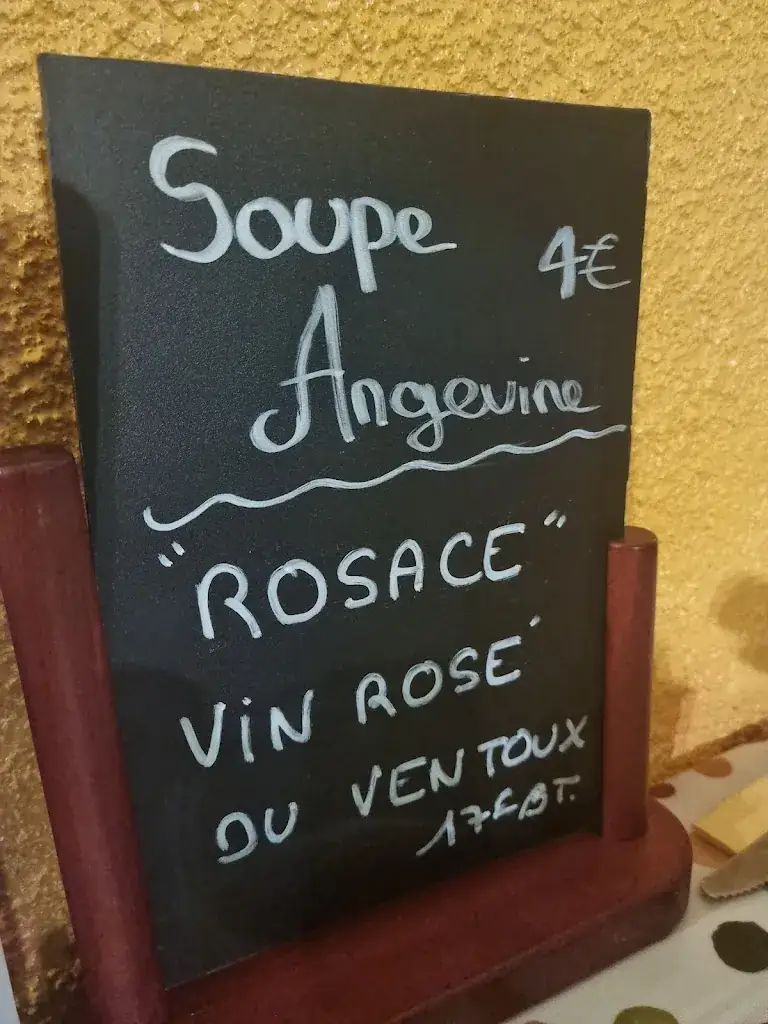 Soupe
4€
Angevine
"ROSACE"
ViN ROSÉ
DU VENTOUX
17€ BT.